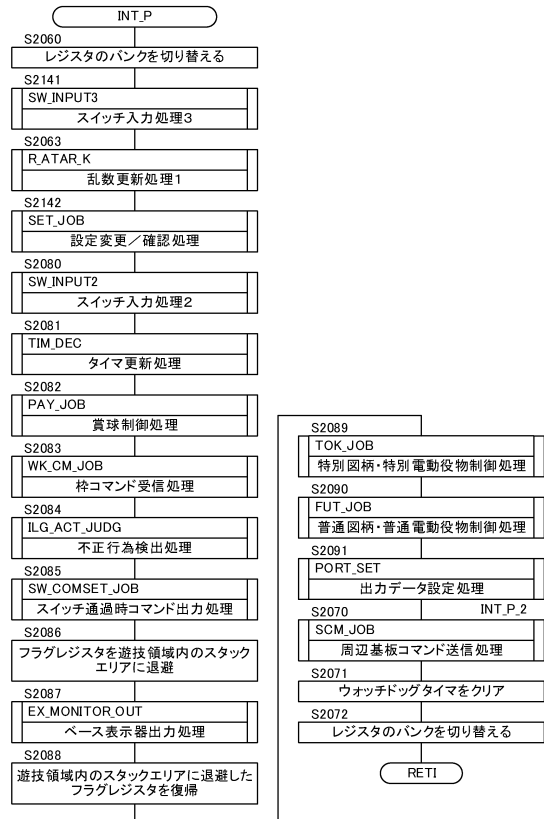 INT_P
S2060
レジスタのバンクを切り替える
S2141
SW_INPUT3
スイッチ入力処理3
S2063
R_ATAR_K
乱数更新処理1
S2142
SET_JOB
設定変更／確認処理
S2080
SW_INPUT2
スイッチ入力処理2
S2081
TIM_DEC
タイマ更新処理
S2082
PAY_JOB
賞球制御処理
S2083
WK_CM_JOB
枠コマンド受信処理
S2084
ILG_ACT_JUDG
不正行為検出処理
S2085
SW_COMSET_JOB
スイッチ通過時コマンド出力処理
S2086
フラグレジスタを遊技領域内のスタック
エリアに退避
S2087
EX_MONITOR_OUT
ベース表示器出力処理
S2088
遊技領域内のスタックエリアに退避した
フラグレジスタを復帰
S2089
TOK_JOB
特別図柄・特別電動役物制御処理
S2090
FUT_JOB
普通図柄・普通電動役物制御処理
S2091
PORT_SET
出力データ設定処理
S2070
INT_P_2
SCM_JOB
周辺基板コマンド送信処理
S2071
ウォッチドッグタイマをクリア
S2072
レジスタのバンクを切り替える
RETI